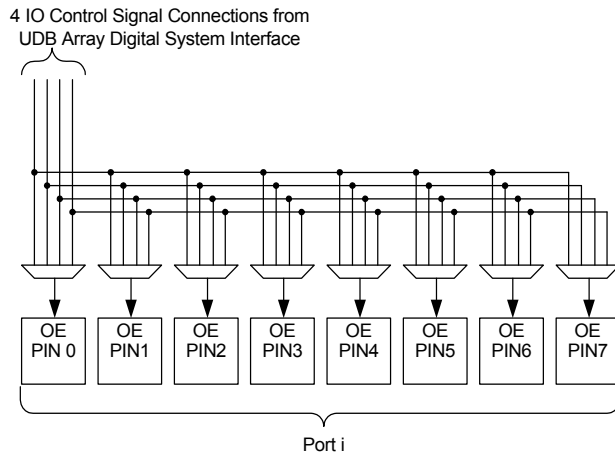 4 IO Control Signal Connections from
UDB Array Digital System Interface
OE
PIN 0
OE
PIN1
OE
PIN2
OE
PIN3
OE
PIN4
OE
PIN5
OE
PIN6
OE
PIN7
Port i